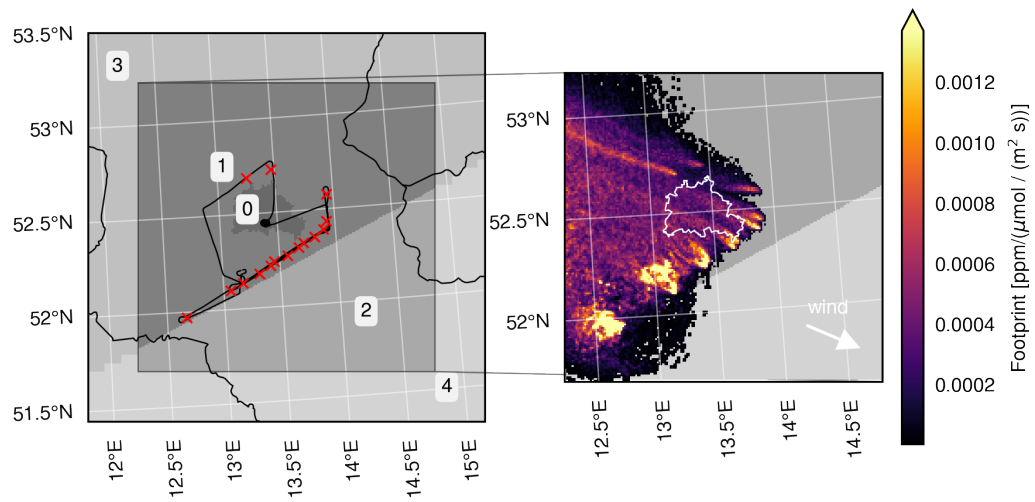 53.5°N
53°N
52.5°N
52°N
51.5°N
3
1
0
2
4
12°E
12.5°E
13°E
13.5°E
14°E
14.5°E
15°E
53°N
52.5°N
52°N
wind
12.5°E
13°E
13.5°E
14°E
14.5°E
0.0012
0.0010
0.0008
0.0006
0.0004
0.0002
Footprint [ppm/(μmol / (m² s))]